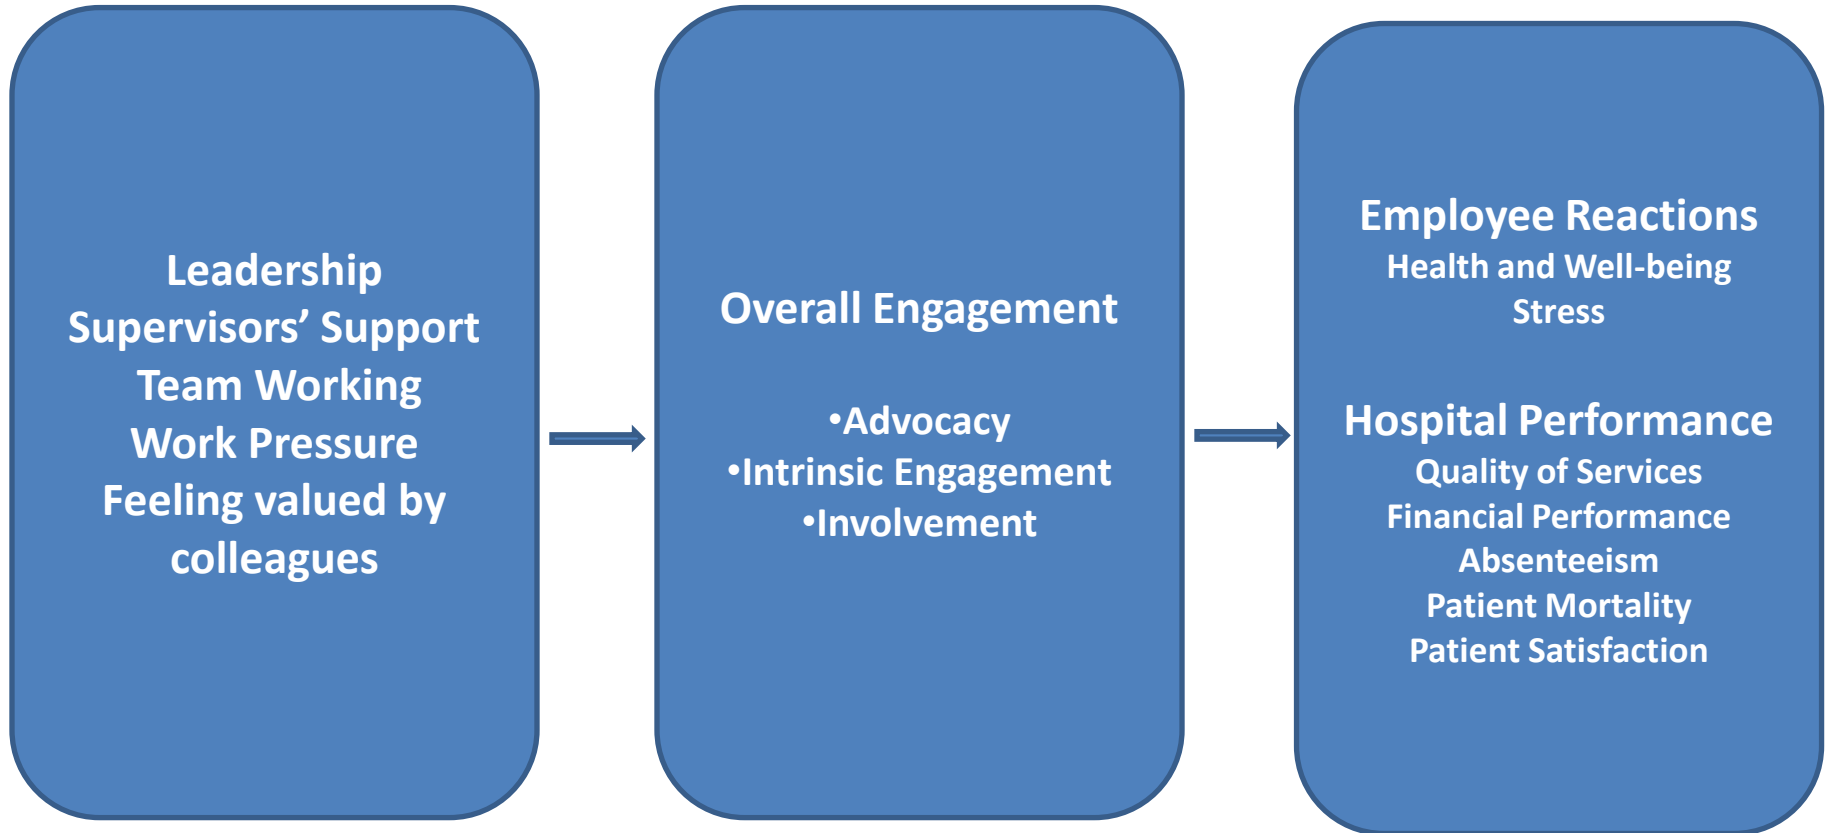 Leadership
Supervisors’ Support
Team Working
Work Pressure
Feeling valued by
colleagues
Overall Engagement
•Advocacy
•Intrinsic Engagement
•Involvement
Employee Reactions
Health and Well-being
Stress
Hospital Performance
Quality of Services
Financial Performance
Absenteeism
Patient Mortality
Patient Satisfaction